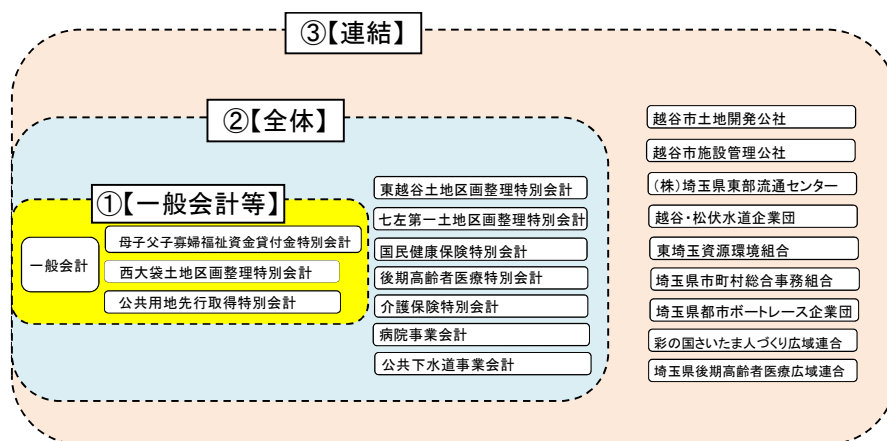 ③【連結】
②【全体】
①【一般会計等】
一般会計
母子父子寡婦福祉資金貸付金特別会計
西大袋土地区画整理特別会計
公共用地先行取得特別会計
東越谷土地区画整理特別会計
七左第一土地区画整理特別会計
国民健康保険特別会計
後期高齢者医療特別会計
介護保険特別会計
病院事業会計
公共下水道事業会計
越谷市土地開発公社
越谷市施設管理公社
(株)埼玉県東部流通センター
越谷・松伏水道企業団
東埼玉資源環境組合
埼玉県市町村総合事務組合
埼玉県都市ボートレース企業団
彩の国さいたま人づくり広域連合
埼玉県後期高齢者医療広域連合